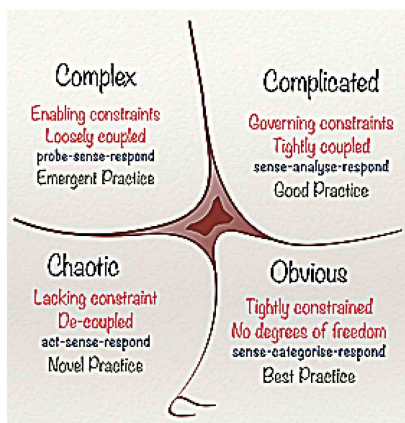 Complex
Enabling constraints
Loosely coupled
probe-sense-respond
Emergent Practice
Complicated
Governing constraints
Tightly coupled
sense-analyse-respond
Good Practice
Chaotic
Lacking constraint
De-coupled
act-sense-respond
Novel Practice
Obvious
Tightly constrained
No degrees of freedom
sense-categorise-respond
Best Practice